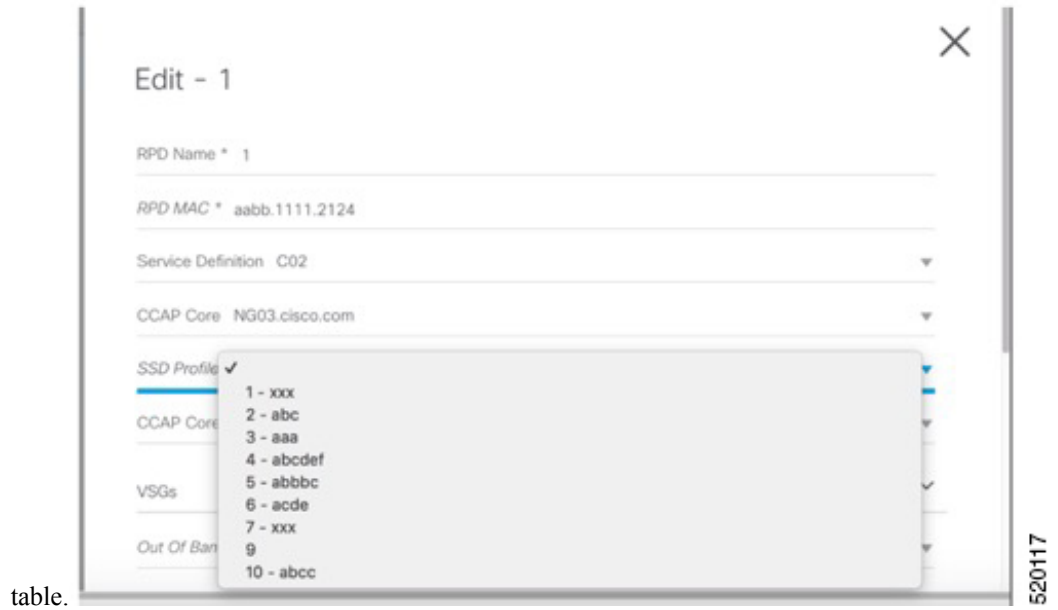 Edit - 1
RPD Name * 1
RPD MAC * aabb.1111.2124
Service Definition C02
CCAP Core NG03.cisco.com
SSD Profile
1 - xxx
2 - abc
3 - aaa
4 - abcdef
5 - abbbc
6 - acde
7 - xxx
9
10 - abcc
CCAP Core
VSGs
Out Of Ban
table.
520117